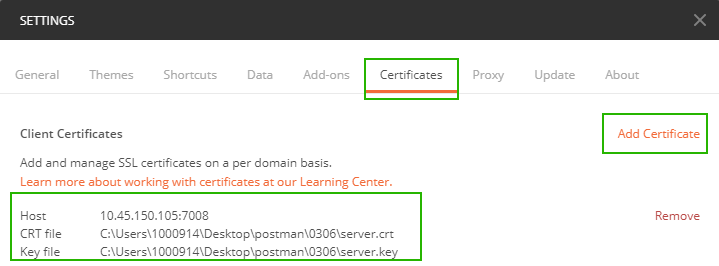 SETTINGS
General Themes Shortcuts Data Add-ons Certificates Proxy Update About
Client Certificates
Add Certificate
Add and manage SSL certificates on a per domain basis.
Learn more about working with certificates at our Learning Center.
Host 10.45.150.105:7008 Remove
CRT file C:\Users\1000914\Desktop\postman\0306\server.crt
Key file C:\Users\1000914\Desktop\postman\0306\server.key